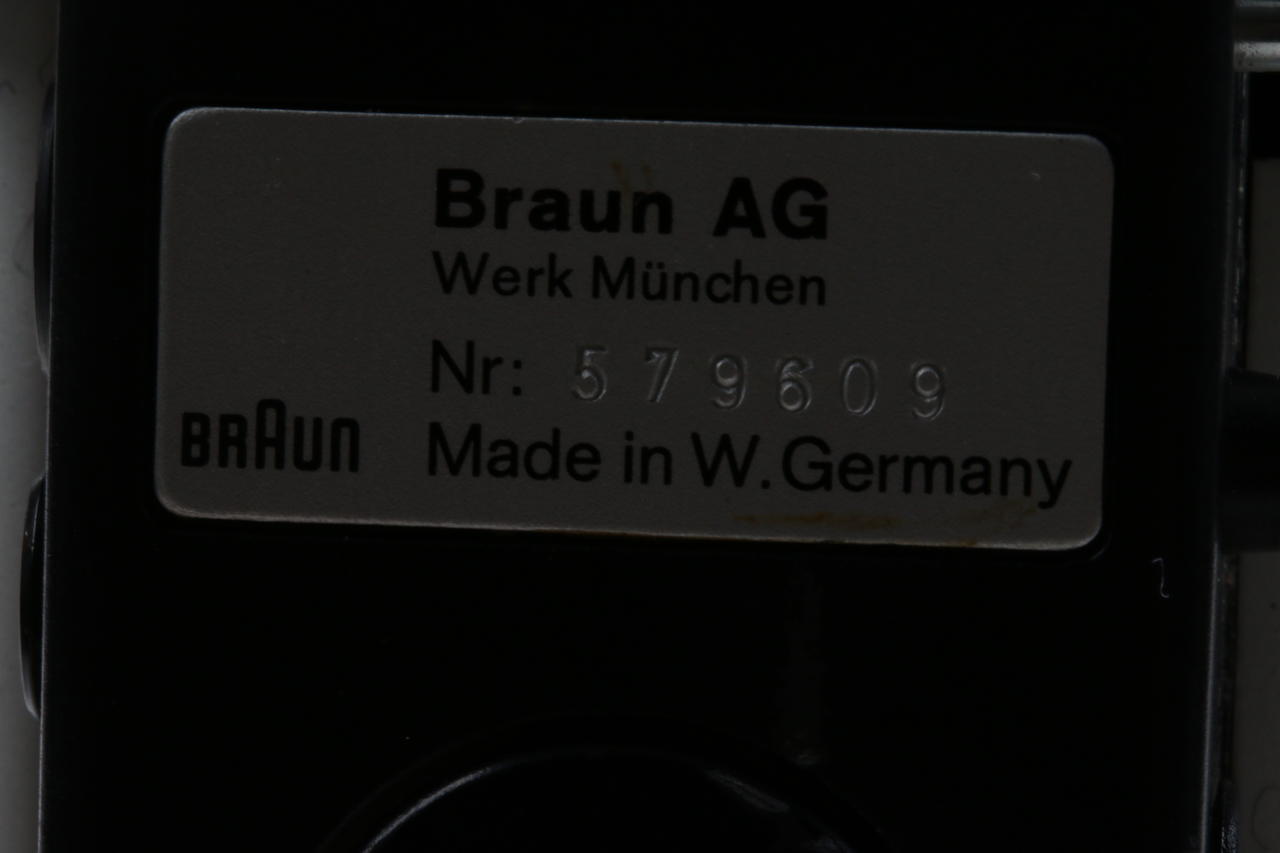 Braun AG
Werk München
Nr: 579609
BRAUN
Made in W. Germany